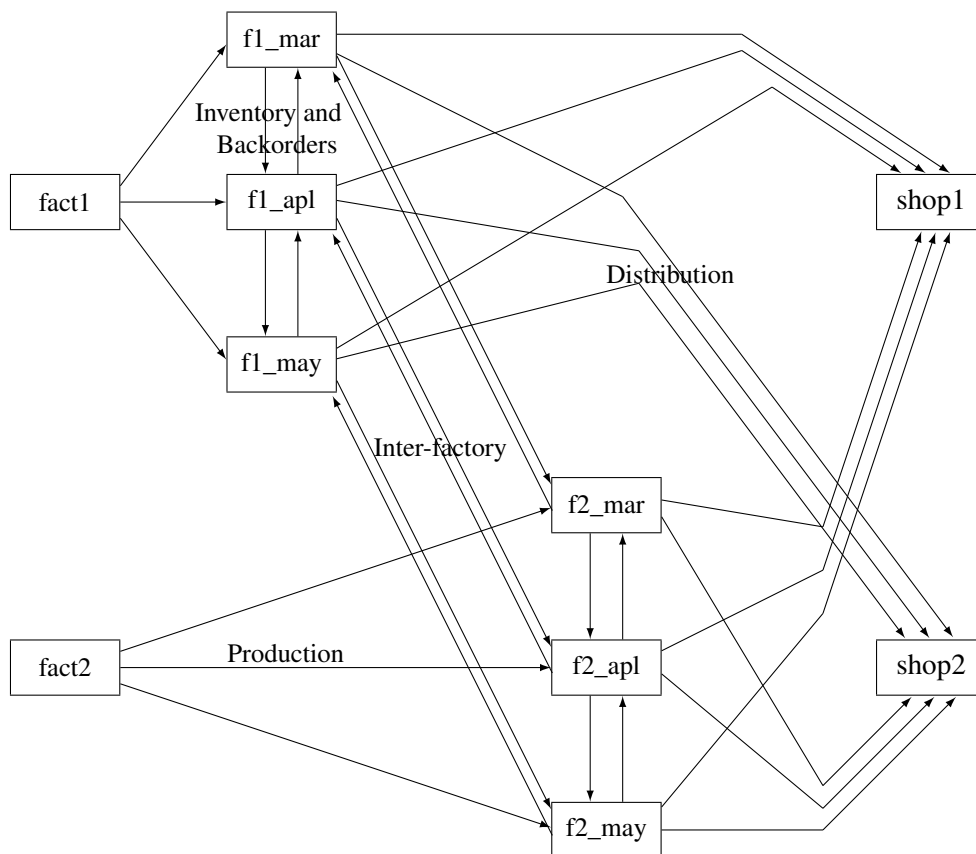 f1_mar
Inventory and
Backorders
fact1
f1_apl
shop1
Distribution
f1_may
Inter-factory
f2_mar
Production
fact2
f2_apl
shop2
f2_may